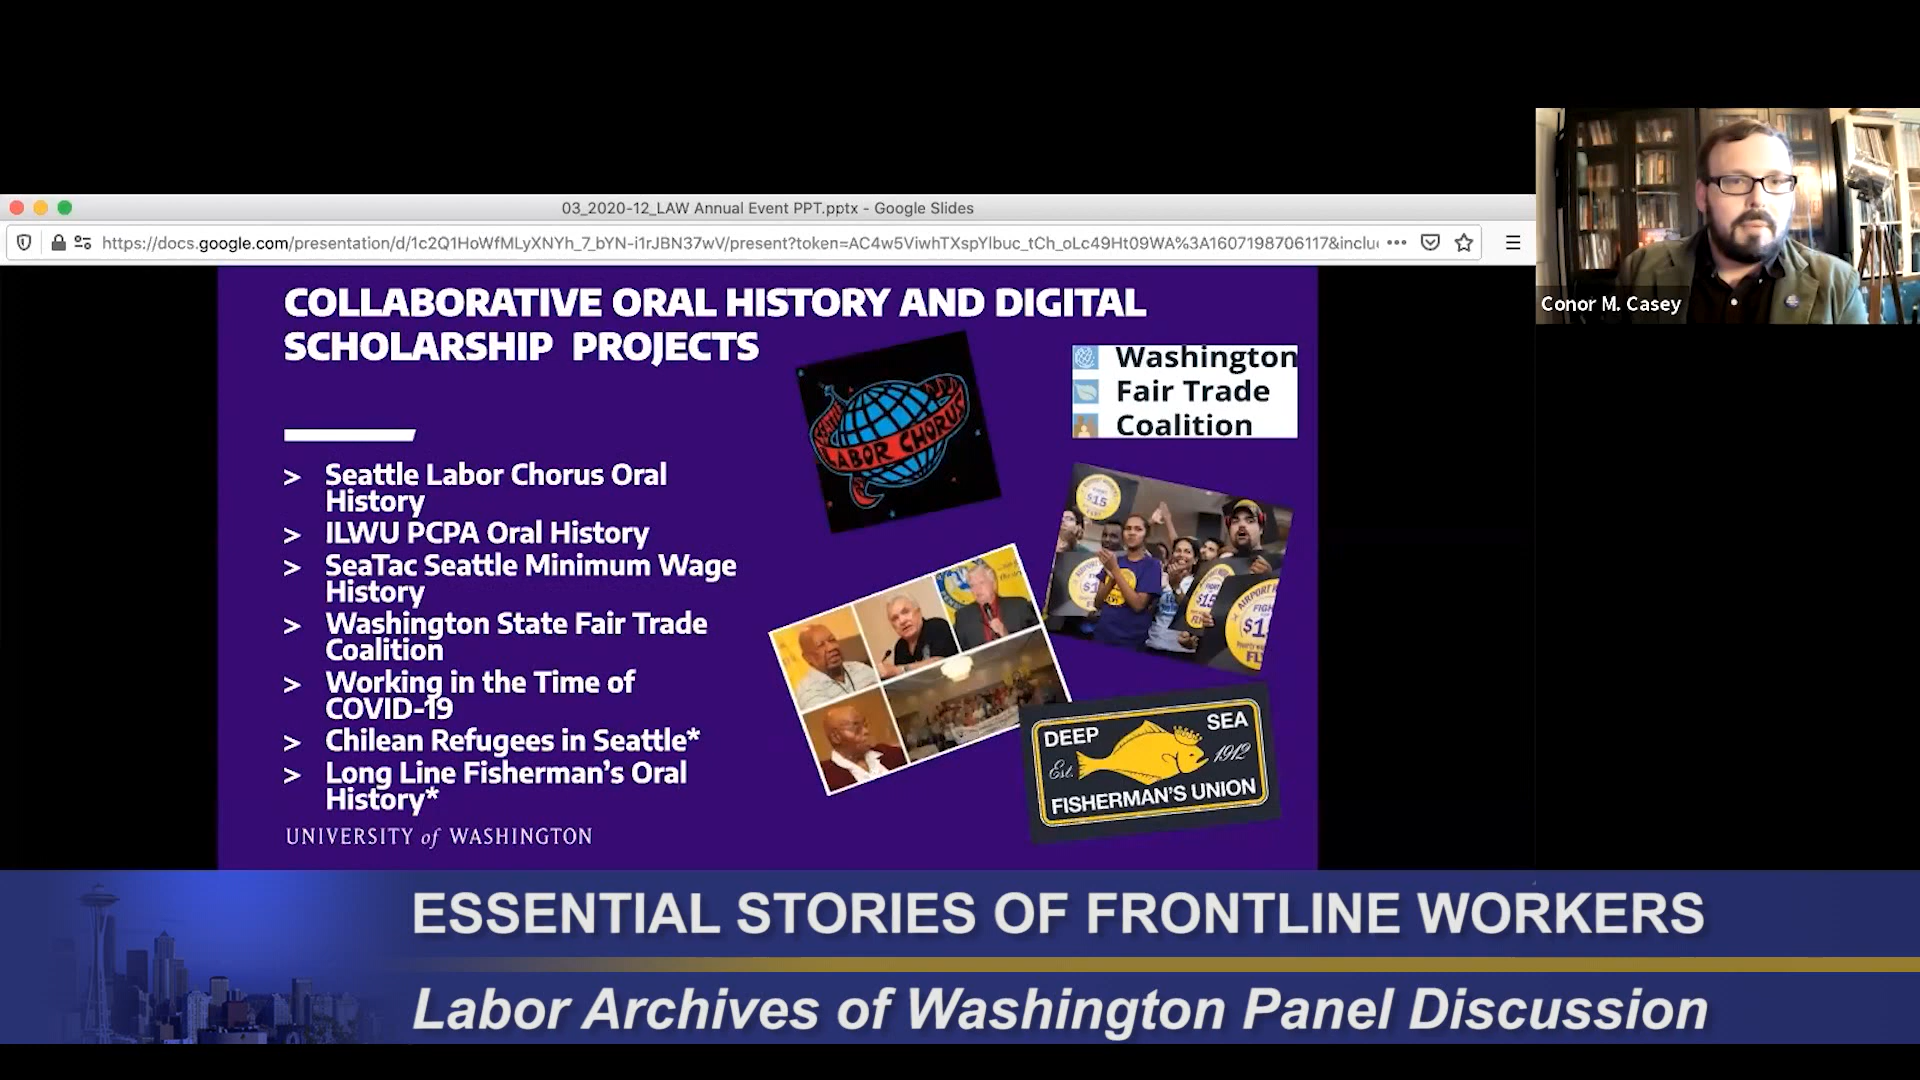 03_2020-12_LAW Annual Event PPT.pptx - Google Slides
https://docs.google.com/presentation/d/1c2Q1HoWfMLyXNYh_7_bYN-i1rJBN37wV/present?token=AC4w5ViwhTXspYlbuc_tCh_oLc49Ht09WA%3A1607198706117&inclu
Conor M. Casey
COLLABORATIVE ORAL HISTORY AND DIGITAL
SCHOLARSHIP PROJECTS
> Seattle Labor Chorus Oral
History
> ILWU PCPA Oral History
> SeaTac Seattle Minimum Wage
History
> Washington State Fair Trade
Coalition
> Working in the Time of
COVID-19
> Chilean Refugees in Seattle*
> Long Line Fisherman's Oral
History*
UNIVERSITY of WASHINGTON
SEATTLE
LABOR CHORUS
Washington
Fair Trade
Coalition
$15
$15
DEEP SEA
Est. 1912
FISHERMAN'S UNION
ESSENTIAL STORIES OF FRONTLINE WORKERS
Labor Archives of Washington Panel Discussion